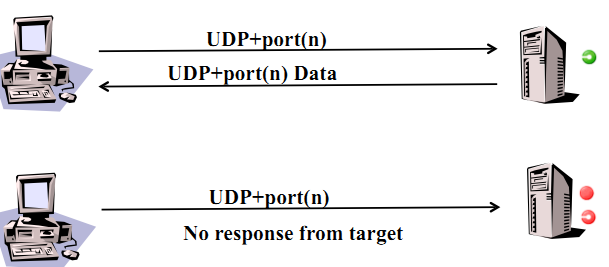 UDP+port(n)
UDP+port(n) Data
UDP+port(n)
No response from target